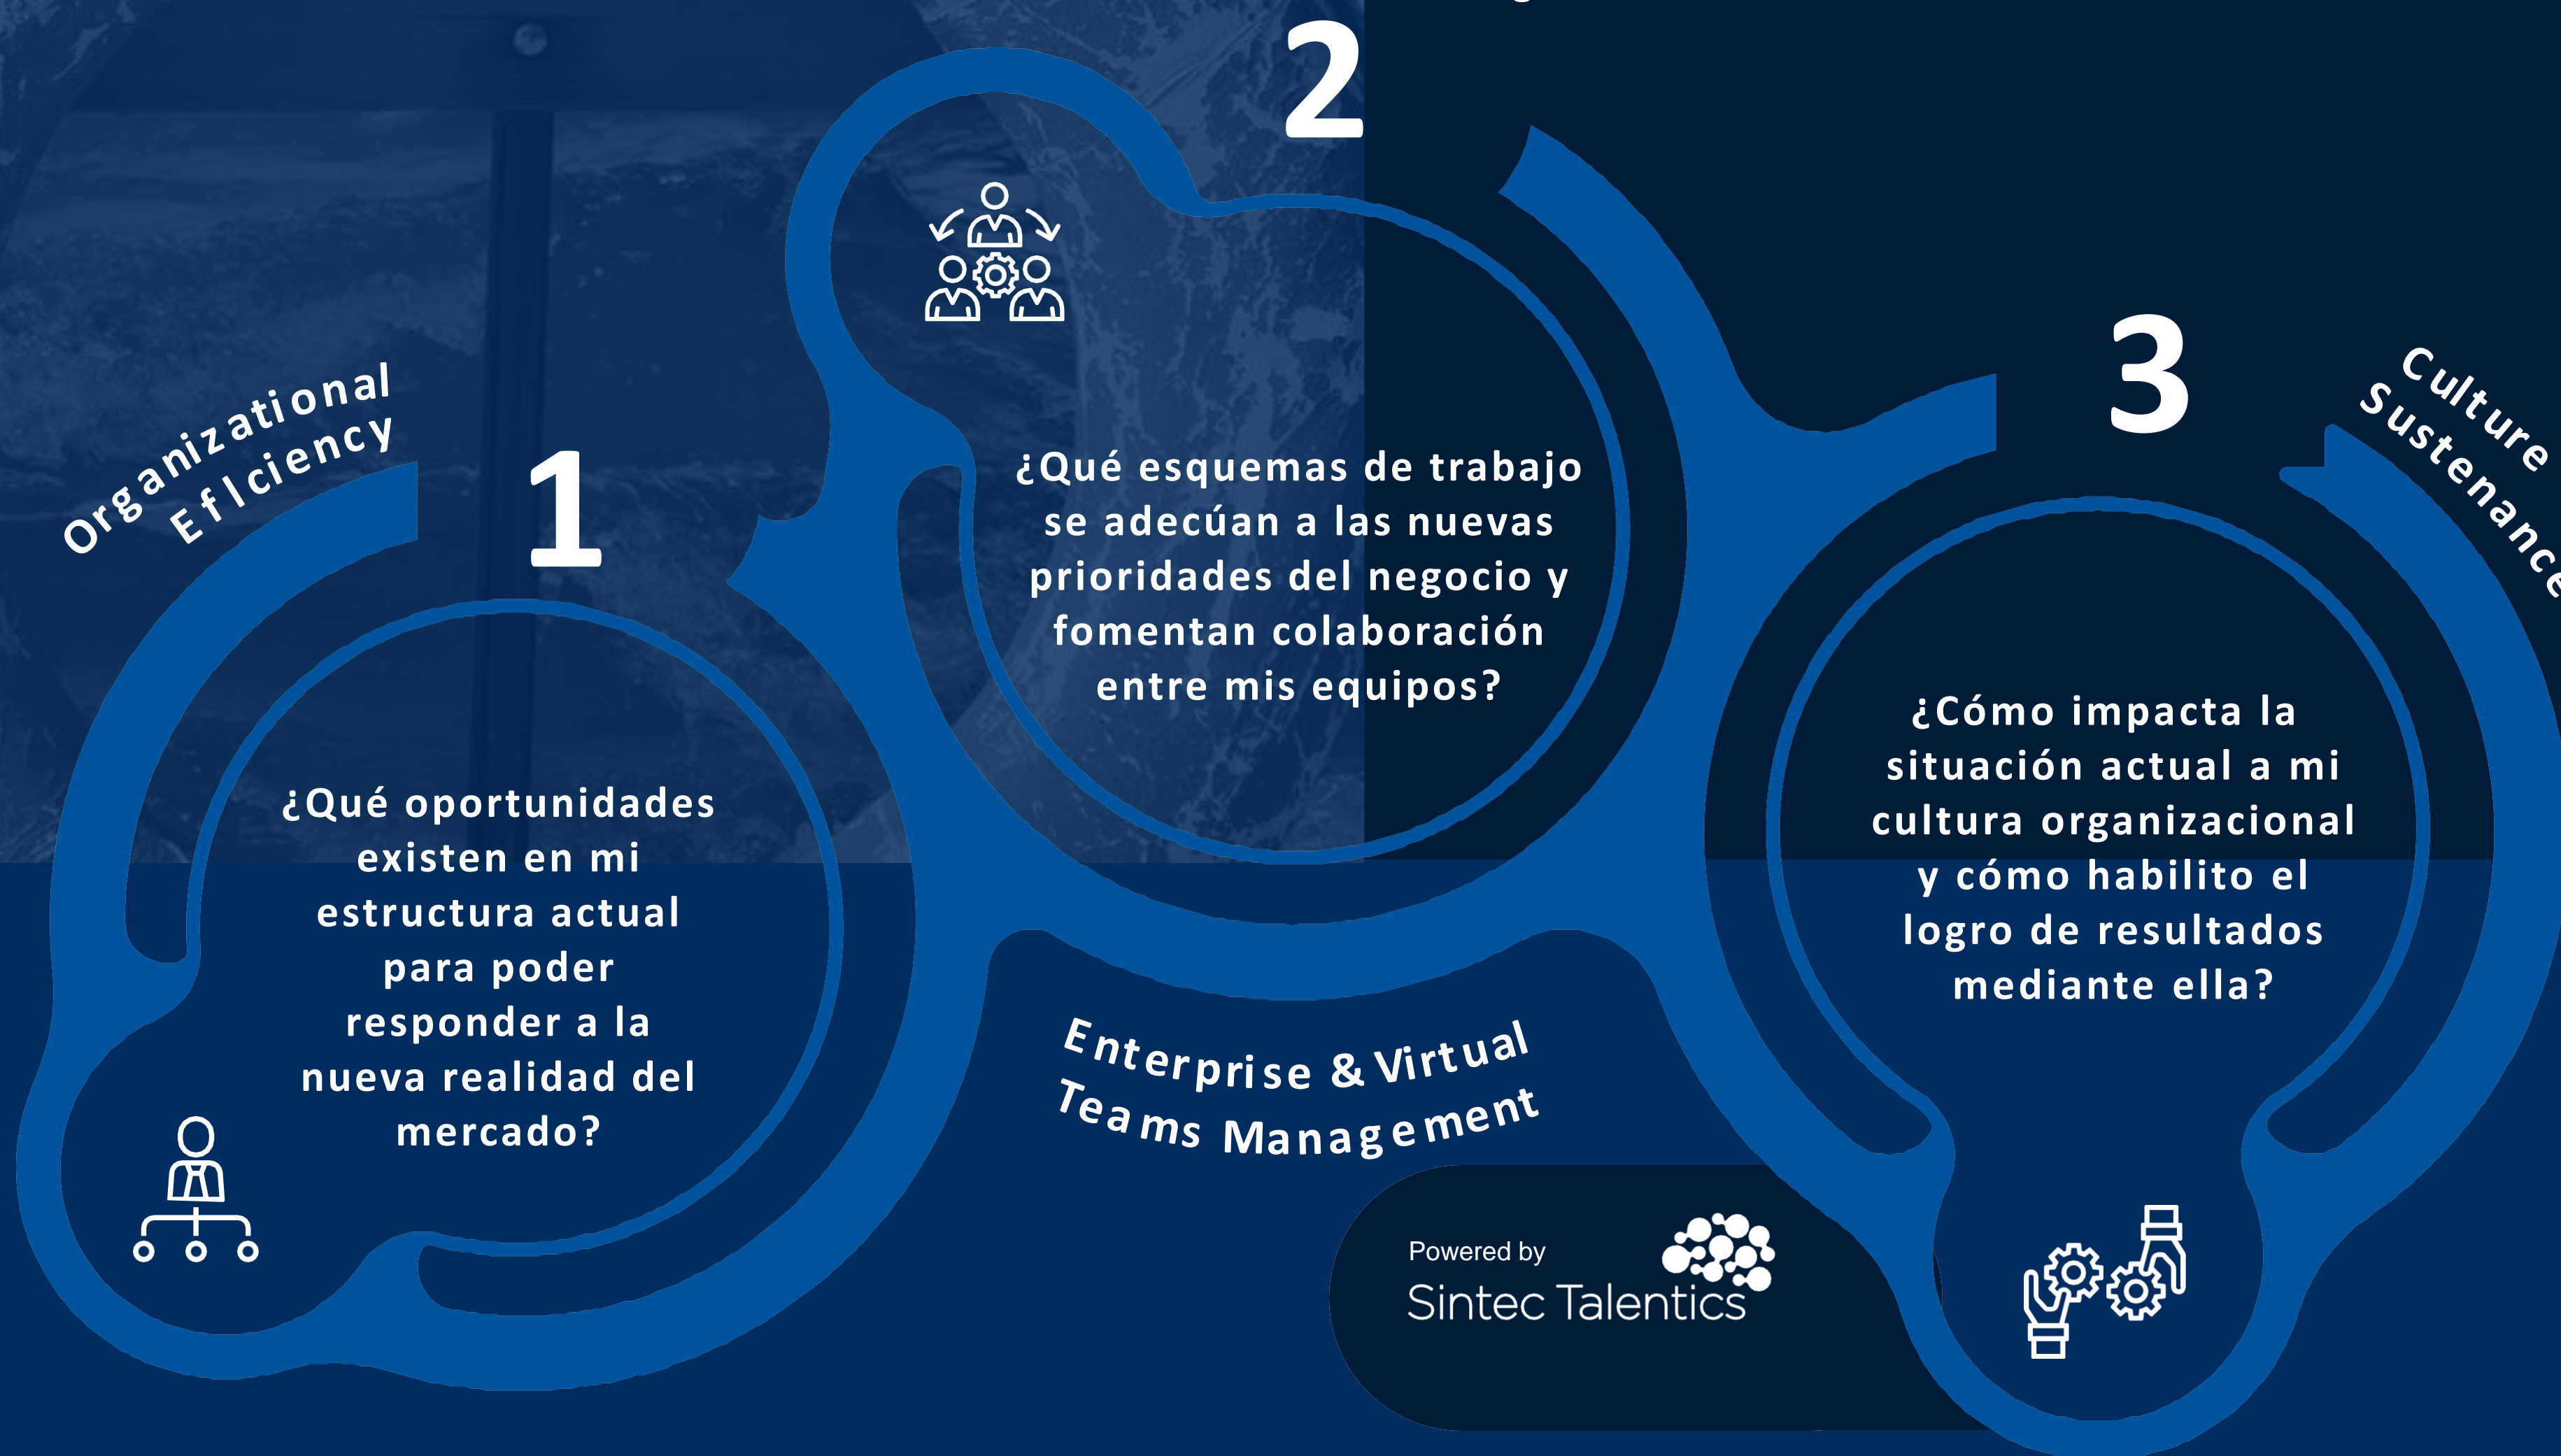 Organizational
Eflciency
1
¿Qué oportunidades
existen en mi
estructura actual
para poder
responder a la
nueva realidad del
mercado?
2
¿Qué esquemas de trabajo
se adecúan a las nuevas
prioridades del negocio y
fomentan colaboración
entre mis equipos?
Enterprise & Virtual
Teams Management
3
Culture
Sustenance
¿Cómo impacta la
situación actual a mi
cultura organizacional
y cómo habilito el
logro de resultados
mediante ella?
Powered by
Sintec Talentics